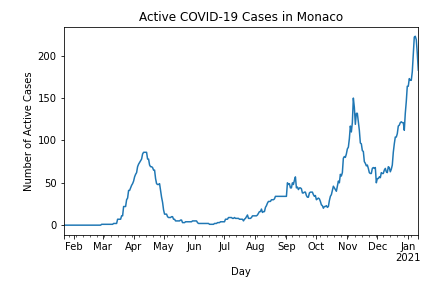 Active COVID-19 Cases in Monaco
Number of Active Cases
200
150
100
50
0
Feb Mar Apr May Jun Jul Aug Sep Oct Nov Dec Jan
2021
Day